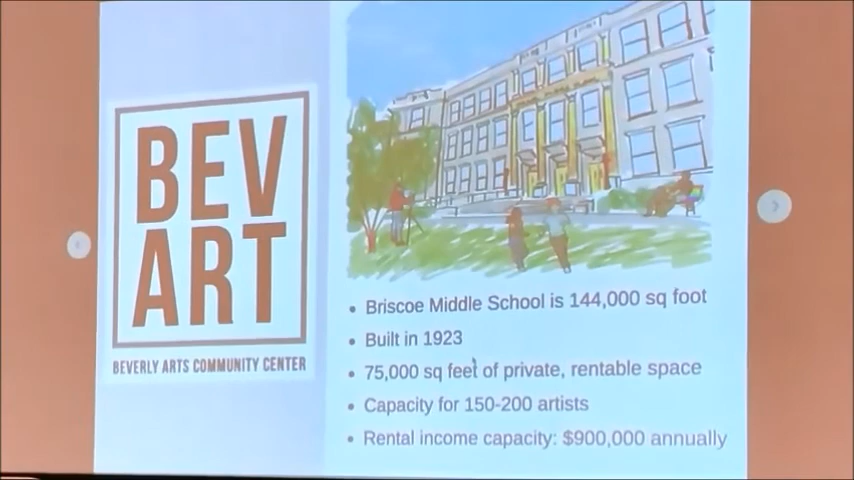 BEV
ART
BEVERLY ARTS COMMUNITY CENTER
• Briscoe Middle School is 144,000 sq foot
• Built in 1923
• 75,000 sq feet of private, rentable space
• Capacity for 150-200 artists
• Rental income capacity: $900,000 annually